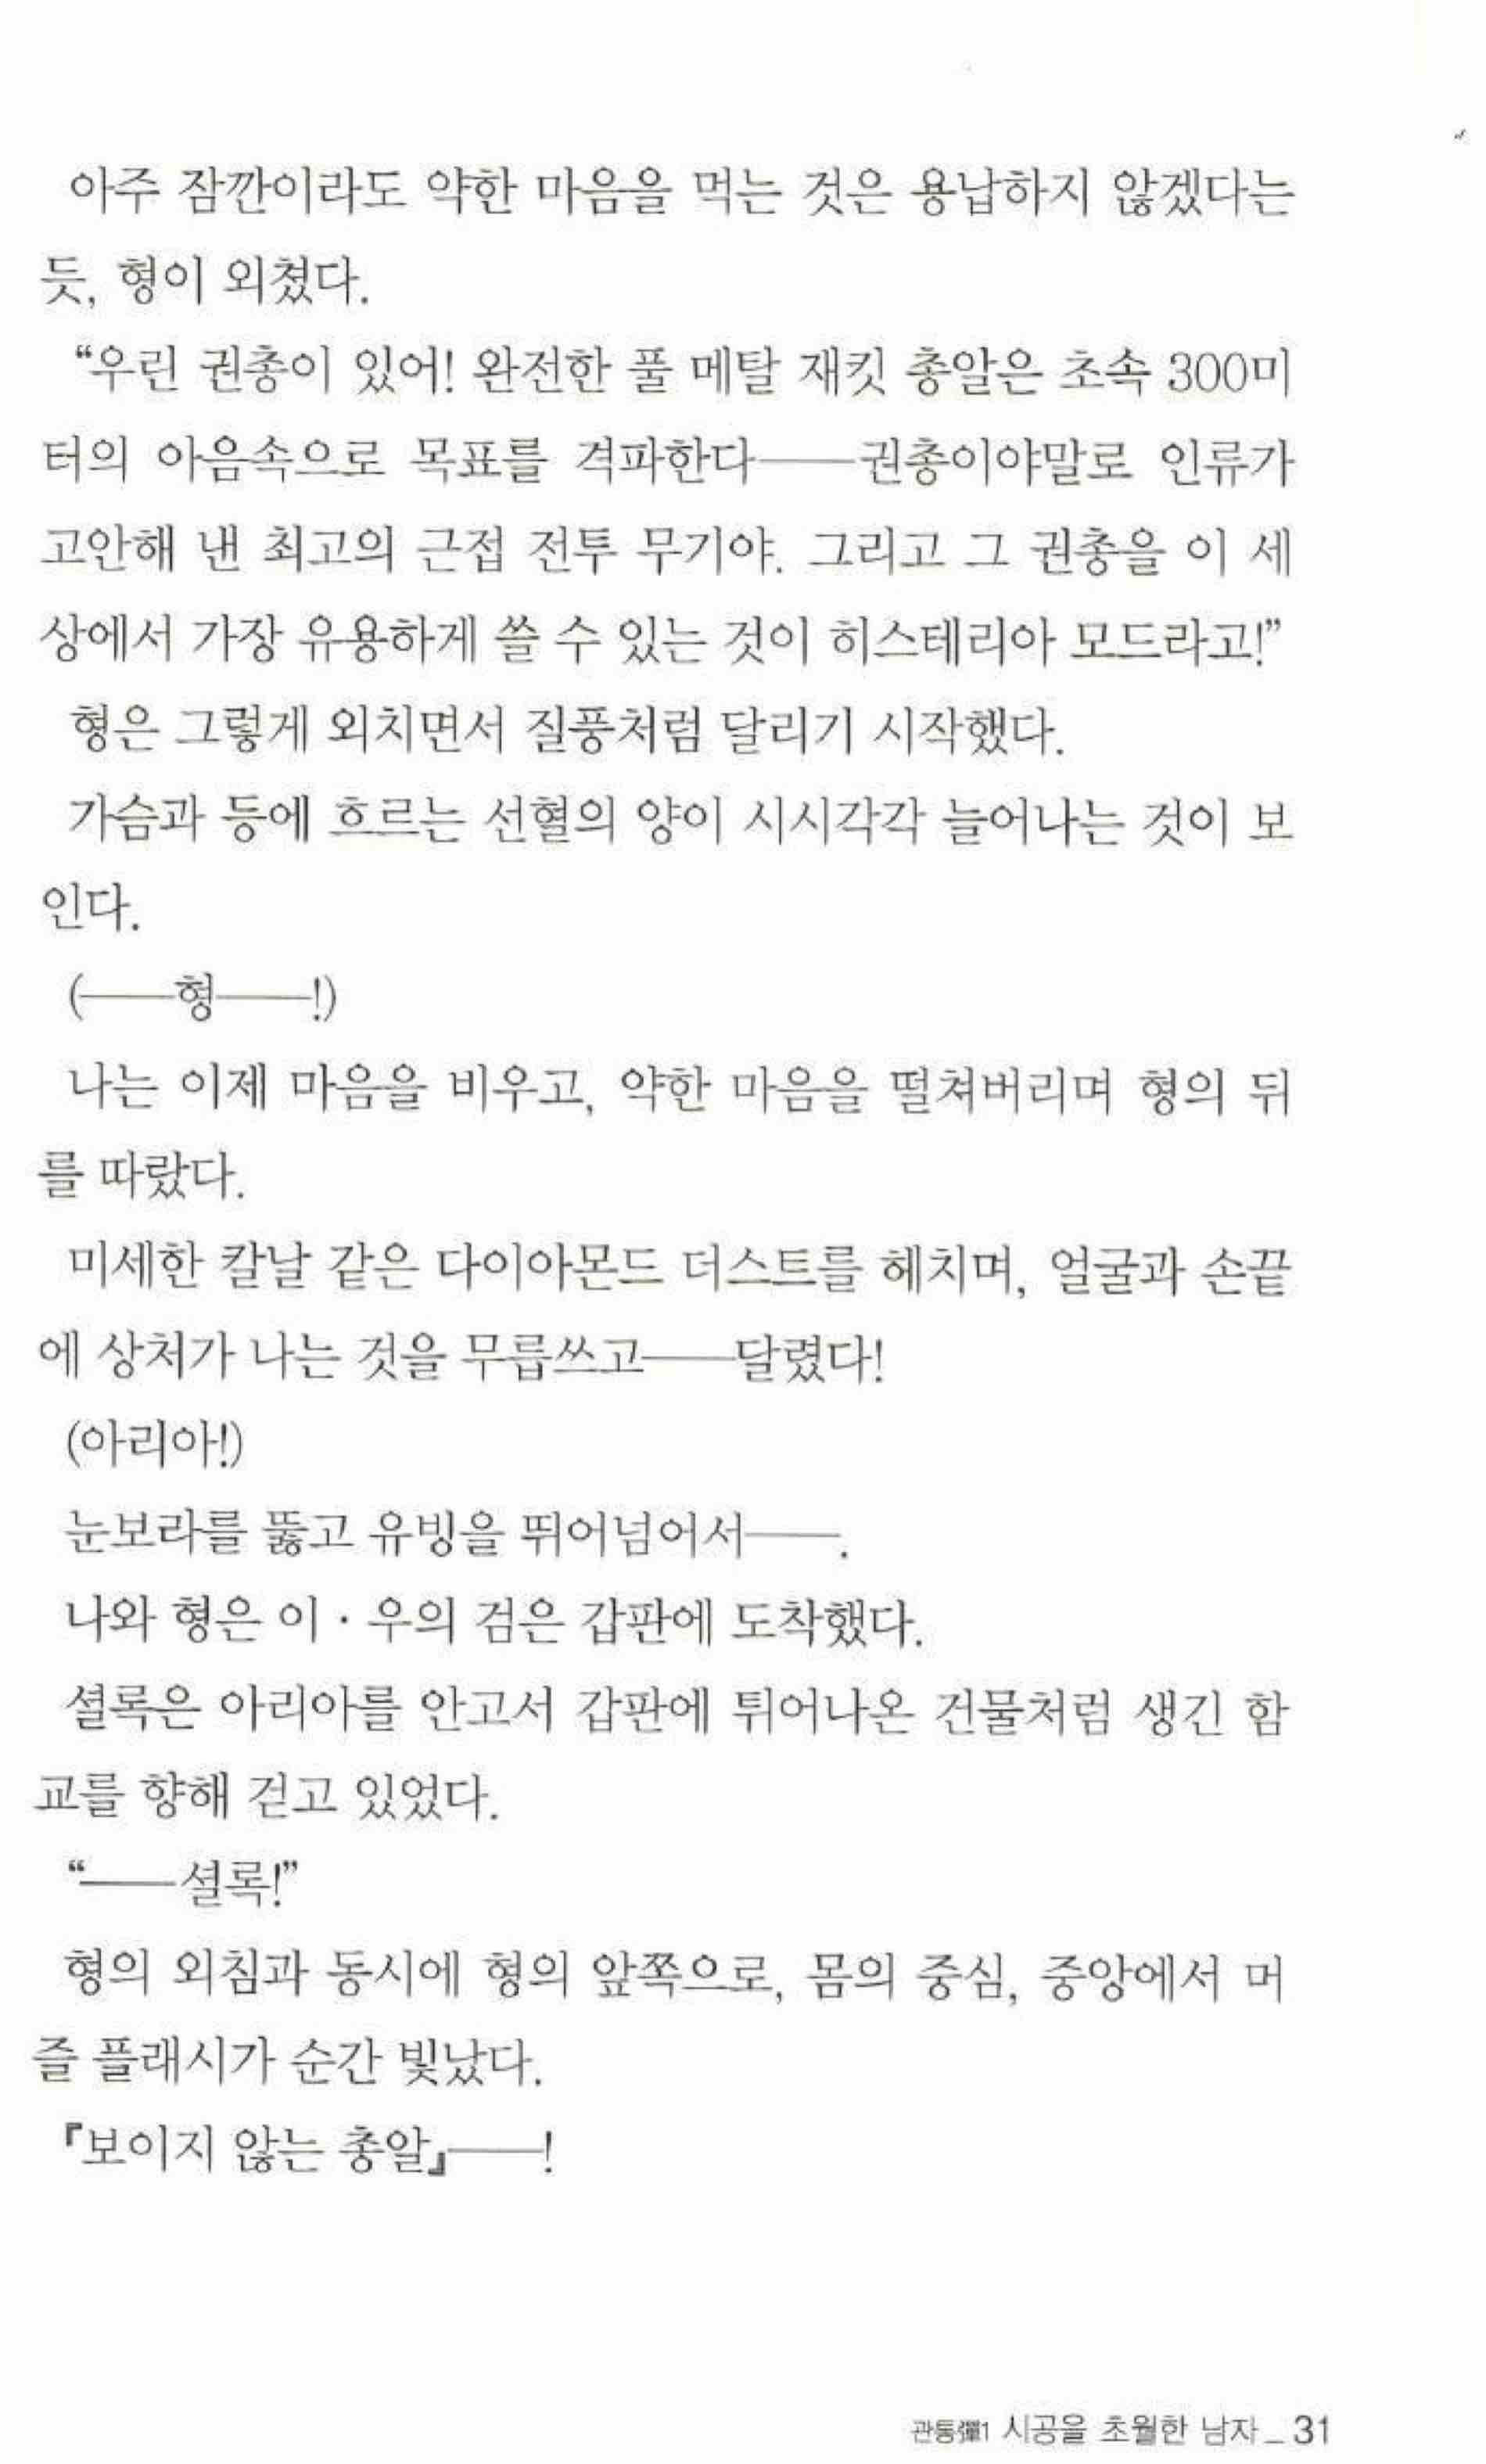 아주 잠깐이라도 약한 마음을 먹는 것은 용납하지 않겠다는
듯, 형이 외쳤다.
“우린 권총이 있어! 완전한 풀 메탈 재킷 총알은 초속 300미
터의 아음속으로 목표를 격파한다――권총이야말로 인류가
고안해 낸 최고의 근접 전투 무기야. 그리고 그 권총을 이 세
상에서 가장 유용하게 쓸 수 있는 것이 히스테리아 모드라고!”
형은 그렇게 외치면서 질풍처럼 달리기 시작했다.
가슴과 등에 흐르는 선혈의 양이 시시각각 늘어나는 것이 보
인다.
(――형――!)
나는 이제 마음을 비우고, 약한 마음을 떨쳐버리며 형의 뒤
를 따랐다.
미세한 칼날 같은 다이아몬드 더스트를 헤치며, 얼굴과 손끝
에 상처가 나는 것을 무릅쓰고――달렸다!
(아리아!)
눈보라를 뚫고 유빙을 뛰어넘어서――.
나와 형은 이·우의 검은 갑판에 도착했다.
셜록은 아리아를 안고서 갑판에 튀어나온 건물처럼 생긴 함
교를 향해 걷고 있었다.
“――셜록!”
형의 외침과 동시에 형의 앞쪽으로, 몸의 중심, 중앙에서 머
즐 플래시가 순간 빛났다.
『보이지 않는 총알』――!
관통彈1 시공을 초월한 남자 _ 31